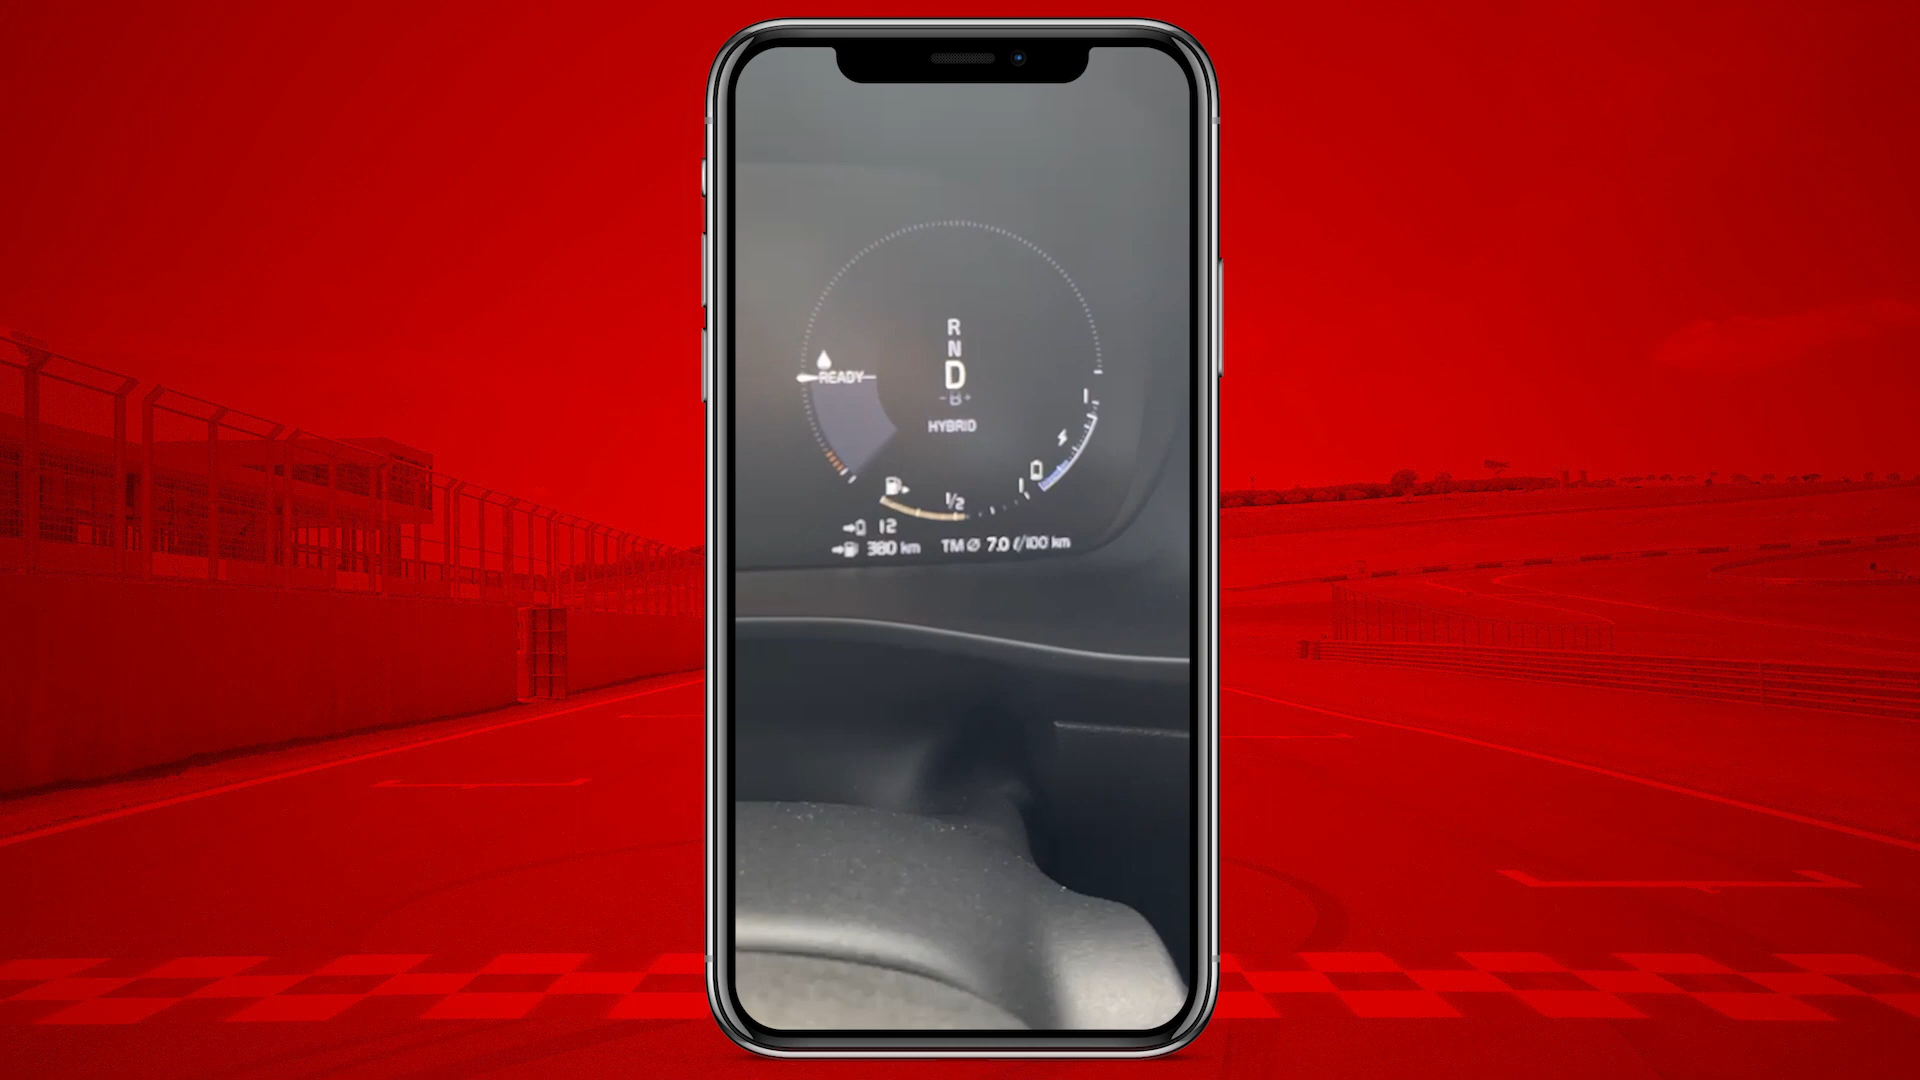 R
N
READY
D
-B+
HYBRID
1/2
12
380 km TM Ø 7.0 ℓ/100 km